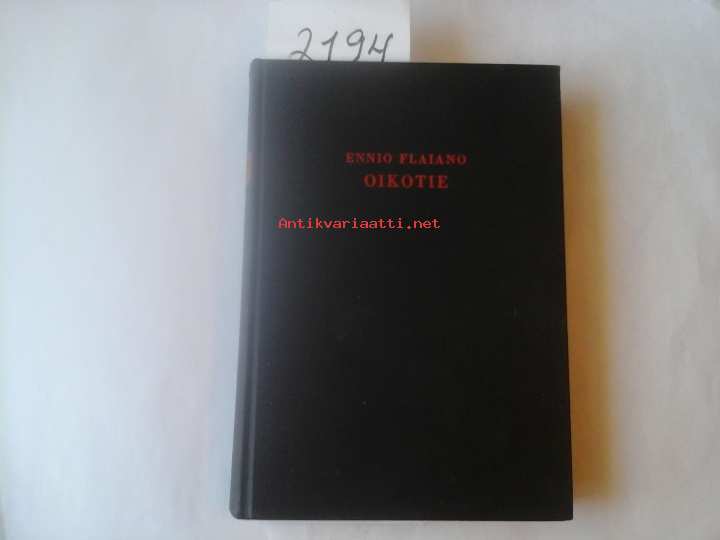 2194
ENNIO FLAIANO
OIKOTIE
Antikvariaatti.net